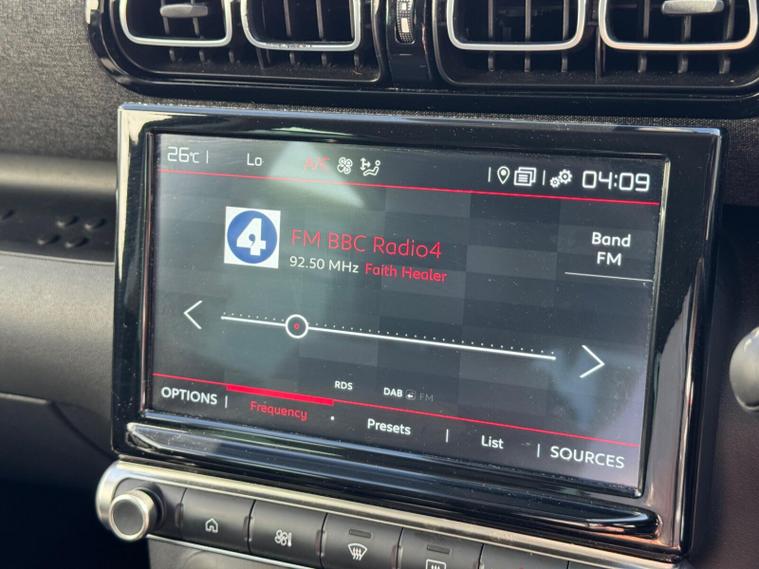 26°C Lo A/C 04:09
4
FM BBC Radio4
92.50 MHz Faith Healer
Band
FM
RDS DAB FM
OPTIONS Frequency Presets List SOURCES